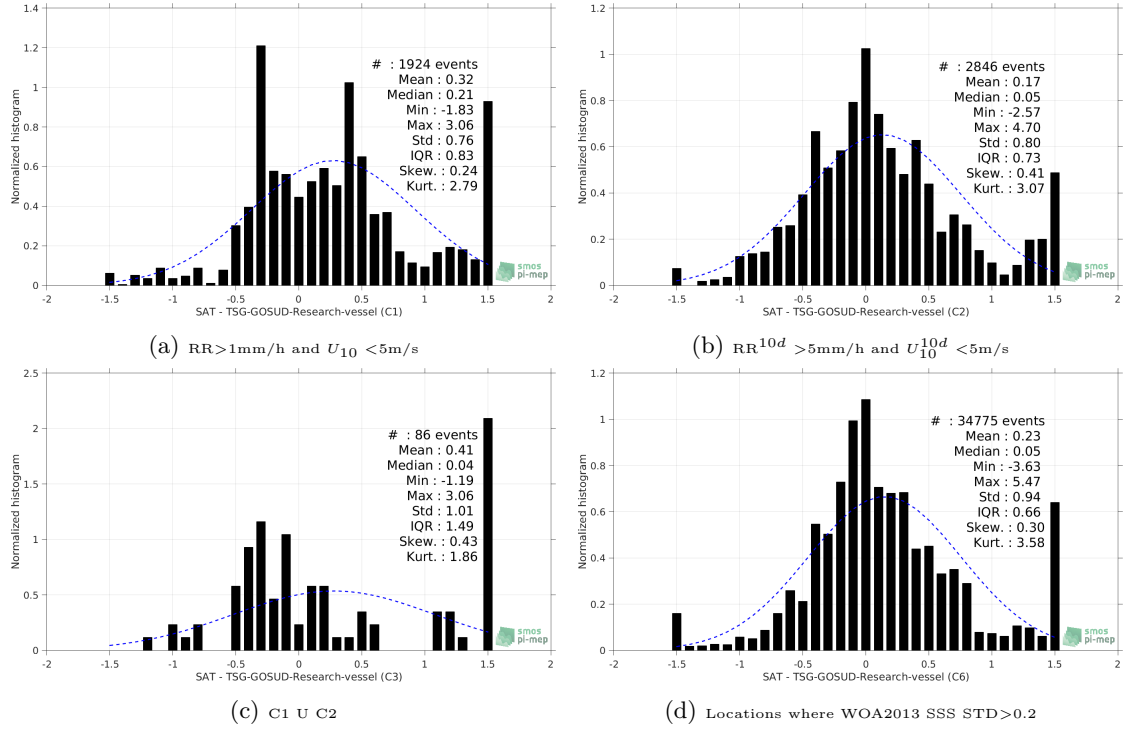 1.4
1.2
1
0.8
0.6
0.4
0.2
0
Normalized histogram
# : 1924 events
Mean : 0.32
Median : 0.21
Min : -1.83
Max : 3.06
Std : 0.76
IQR : 0.83
Skew. : 0.24
Kurt. : 2.79
smos
pi-mep
-2 -1.5 -1 -0.5 0 0.5 1 1.5 2
SAT - TSG-GOSUD-Research-vessel (C1)
(a) RR>1mm/h and U10 <5m/s
1.2
1
0.8
0.6
0.4
0.2
0
Normalized histogram
# : 2846 events
Mean : 0.17
Median : 0.05
Min : -2.57
Max : 4.70
Std : 0.80
IQR : 0.73
Skew. : 0.41
Kurt. : 3.07
smos
pi-mep
-2 -1.5 -1 -0.5 0 0.5 1 1.5 2
SAT - TSG-GOSUD-Research-vessel (C2)
(b) RR^10d >5mm/h and U10^10d <5m/s
2.5
2
1.5
1
0.5
0
Normalized histogram
# : 86 events
Mean : 0.41
Median : 0.04
Min : -1.19
Max : 3.06
Std : 1.01
IQR : 1.49
Skew. : 0.43
Kurt. : 1.86
smos
pi-mep
-2 -1.5 -1 -0.5 0 0.5 1 1.5 2
SAT - TSG-GOSUD-Research-vessel (C3)
(c) C1 U C2
1.2
1
0.8
0.6
0.4
0.2
0
Normalized histogram
# : 34775 events
Mean : 0.23
Median : 0.05
Min : -3.63
Max : 5.47
Std : 0.94
IQR : 0.66
Skew. : 0.30
Kurt. : 3.58
smos
pi-mep
-2 -1.5 -1 -0.5 0 0.5 1 1.5 2
SAT - TSG-GOSUD-Research-vessel (C6)
(d) Locations where WOA2013 SSS STD>0.2